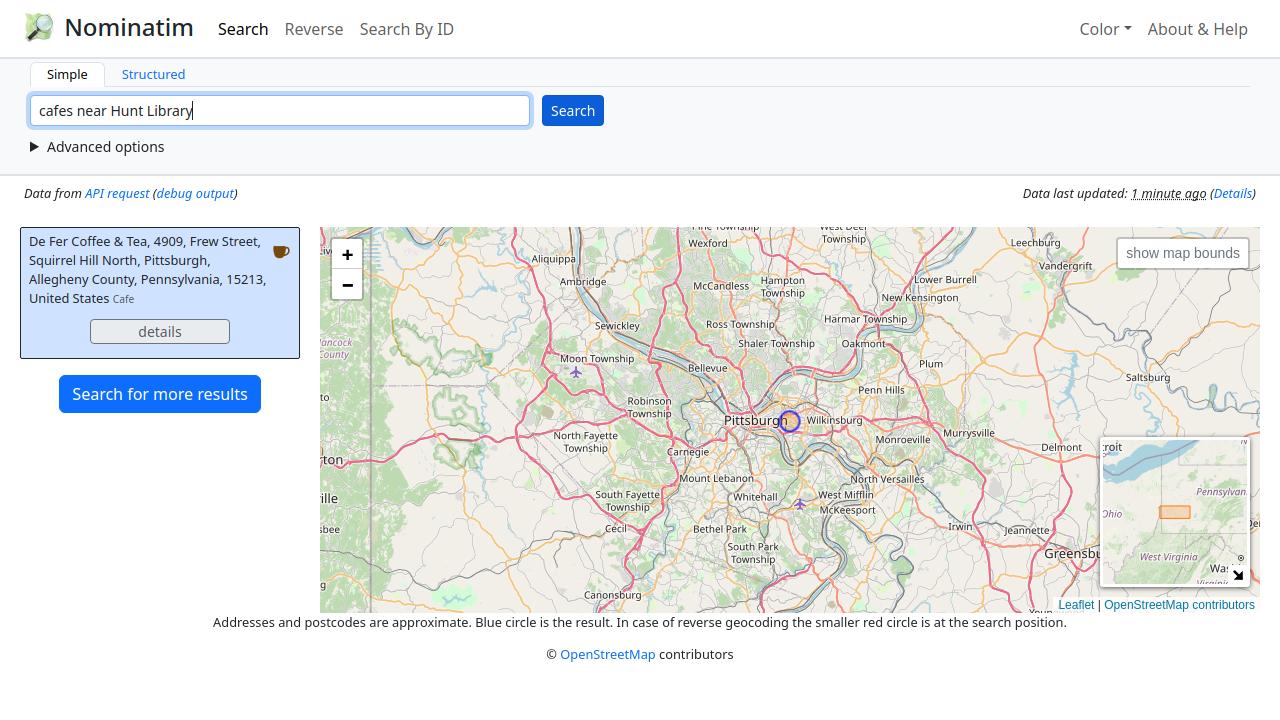 Nominatim
Search
Reverse
Search By ID
Color
About & Help
Simple
Structured
cafes near Hunt Library
Search
Advanced options
Data from API request (debug output)
Data last updated: 1 minute ago (Details)
De Fer Coffee & Tea, 4909, Frew Street,
Squirrel Hill North, Pittsburgh,
Allegheny County, Pennsylvania, 15213,
United States Cafe
details
Search for more results
+
−
show map bounds
Wexford
Township
Leechburg
Aliquippa
Vandergrift
Ambridge
McCandless
Hampton
Township
Lower Burrell
New Kensington
Sewickley
Ross Township
Harmar Township
Shaler Township
Oakmont
ancock
County
Moon Township
Bellevue
Plum
Saltsburg
Penn Hills
to
Robinson
Township
Pittsburgh
Wilkinsburg
Murrysville
North Fayette
Township
Monroeville
Delmont
Carnegie
ton
Mount Lebanon
North Versailles
ville
South Fayette
Township
Whitehall
West Mifflin
McKeesport
sbee
Cecil
Bethel Park
Irwin
Jeannette
South Park
Township
Greensbu
g
Canonsburg
troit
Pennsylvan
Ohio
West Virginia
Was
Virginia
Leaflet | OpenStreetMap contributors
Addresses and postcodes are approximate. Blue circle is the result. In case of reverse geocoding the smaller red circle is at the search position.
© OpenStreetMap contributors